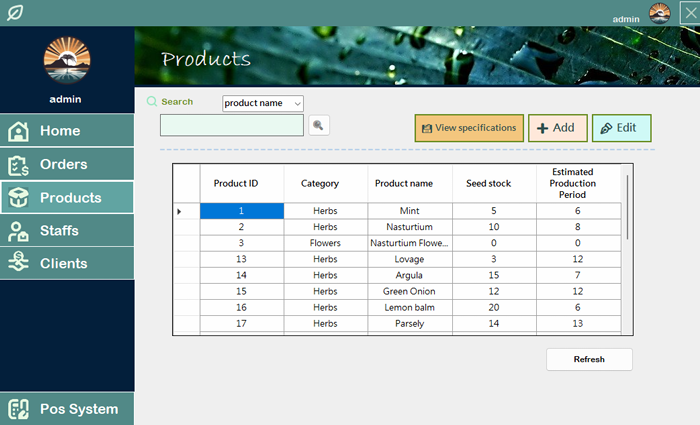 admin
Products
admin
Search
product name
View specifications
Add
Edit
Home
Orders
Products
Staffs
Clients
Pos System
Product ID Category Product name Seed stock Estimated Production Period
1 Herbs Mint 5 6
2 Herbs Nasturtium 10 8
3 Flowers Nasturtium Flowe... 0 0
13 Herbs Lovage 3 12
14 Herbs Argula 15 7
15 Herbs Green Onion 12 12
16 Herbs Lemon balm 20 6
17 Herbs Parsely 14 13
Refresh